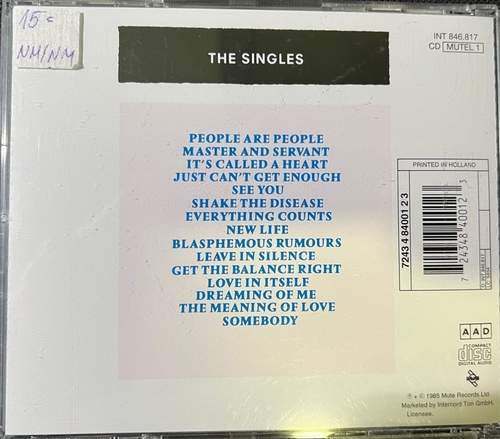 15 €
NM/NM
THE SINGLES
INT 846.817
CD MUTEL 1
PEOPLE ARE PEOPLE
MASTER AND SERVANT
IT'S CALLED A HEART
JUST CAN'T GET ENOUGH
SEE YOU
SHAKE THE DISEASE
EVERYTHING COUNTS
NEW LIFE
BLASPHEMOUS RUMOURS
LEAVE IN SILENCE
GET THE BALANCE RIGHT
LOVE IN ITSELF
DREAMING OF ME
THE MEANING OF LOVE
SOMEBODY
PRINTED IN HOLLAND
7243 4 84001 2 3
7 24348 40012 3
AAD
COMPACT
disc
DIGITAL AUDIO
℗ + © 1985 Mute Records Ltd.
Marketed by Intercord Ton GmbH.
Licensee.